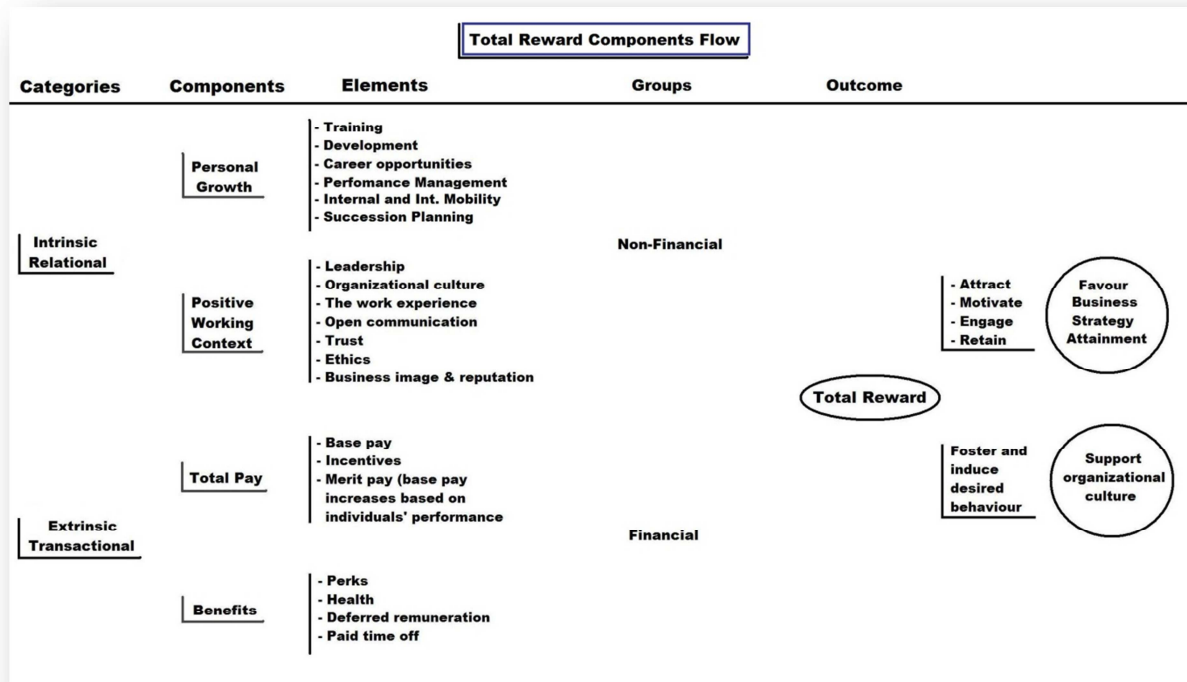 Total Reward Components Flow
Categories Components Elements Groups Outcome
- Training
- Development
- Career opportunities
- Perfomance Management
- Internal and Int. Mobility
- Succession Planning
Personal
Growth
Intrinsic
Relational
Non-Financial
Positive
Working
Context
- Leadership
- Organizational culture
- The work experience
- Open communication
- Trust
- Ethics
- Business image & reputation
- Attract
- Motivate
- Engage
- Retain
Favour
Business
Strategy
Attainment
Total Reward
Total Pay
- Base pay
- Incentives
- Merit pay (base pay
increases based on
individuals' performance
Foster and
induce
desired
behaviour
Support
organizational
culture
Extrinsic
Transactional
Financial
Benefits
- Perks
- Health
- Deferred remuneration
- Paid time off